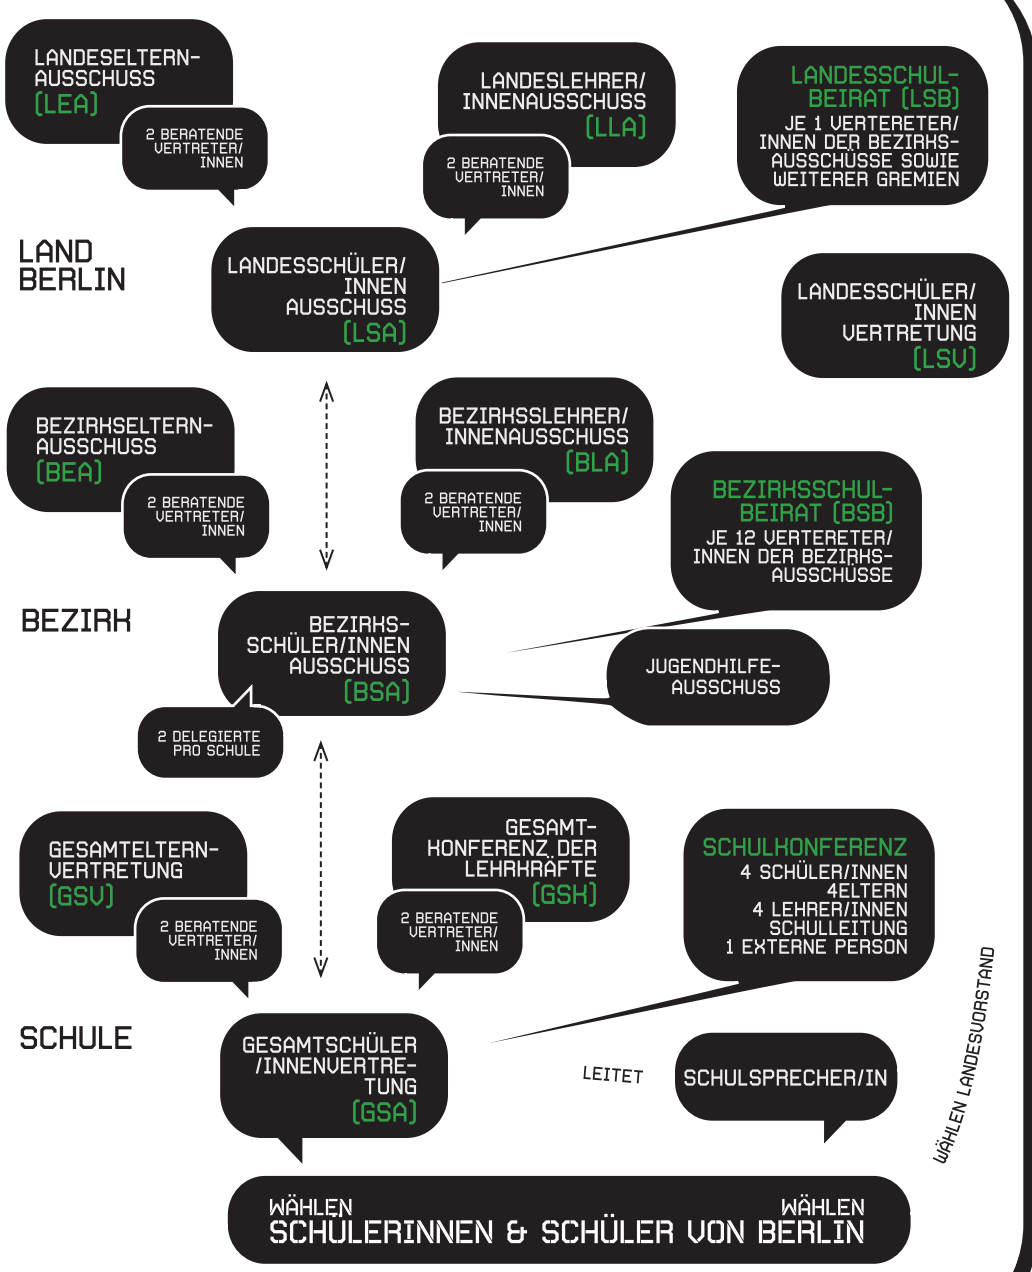 LANDESELTERN-
AUSSCHUSS
(LEA)
2 BERATENDE
VERTRETER/
INNEN
LANDESLEHRER/
INNENAUSSCHUSS
(LLA)
2 BERATENDE
VERTRETER/
INNEN
LANDESSCHUL-
BEIRAT (LSB)
JE 1 VERTERETER/
INNEN DER BEZIRKS-
AUSSCHÜSSE SOWIE
WEITERER GREMIEN
LAND
BERLIN
LANDESSCHÜLER/
INNEN
AUSSCHUSS
(LSA)
LANDESSCHÜLER/
INNEN
VERTRETUNG
(LSV)
BEZIRKSELTERN-
AUSSCHUSS
(BEA)
2 BERATENDE
VERTRETER/
INNEN
BEZIRKSSLEHRER/
INNENAUSSCHUSS
(BLA)
2 BERATENDE
VERTRETER/
INNEN
BEZIRKSSCHUL-
BEIRAT (BSB)
JE 12 VERTERETER/
INNEN DER BEZIRKS-
AUSSCHÜSSE
BEZIRK
BEZIRKS-
SCHÜLER/INNEN
AUSSCHUSS
(BSA)
2 DELEGIERTE
PRO SCHULE
JUGENDHILFE-
AUSSCHUSS
GESAMTELTERN-
VERTRETUNG
(GSV)
2 BERATENDE
VERTRETER/
INNEN
GESAMT-
KONFERENZ DER
LEHRKRÄFTE
(GSK)
2 BERATENDE
VERTRETER/
INNEN
SCHULKONFERENZ
4 SCHÜLER/INNEN
4ELTERN
4 LEHRER/INNEN
SCHULLEITUNG
1 EXTERNE PERSON
SCHULE
GESAMTSCHÜLER
/INNENVERTRE-
TUNG
(GSA)
LEITET
SCHULSPRECHER/IN
WÄHLEN LANDESVORSTAND
WÄHLEN WÄHLEN
SCHÜLERINNEN & SCHÜLER VON BERLIN